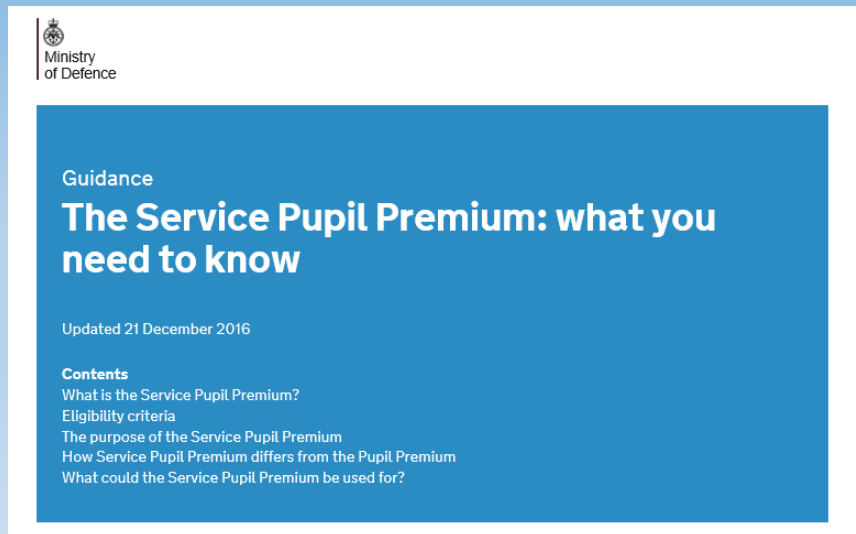 Ministry
of Defence
Guidance
The Service Pupil Premium: what you
need to know
Updated 21 December 2016
Contents
What is the Service Pupil Premium?
Eligibility criteria
The purpose of the Service Pupil Premium
How Service Pupil Premium differs from the Pupil Premium
What could the Service Pupil Premium be used for?